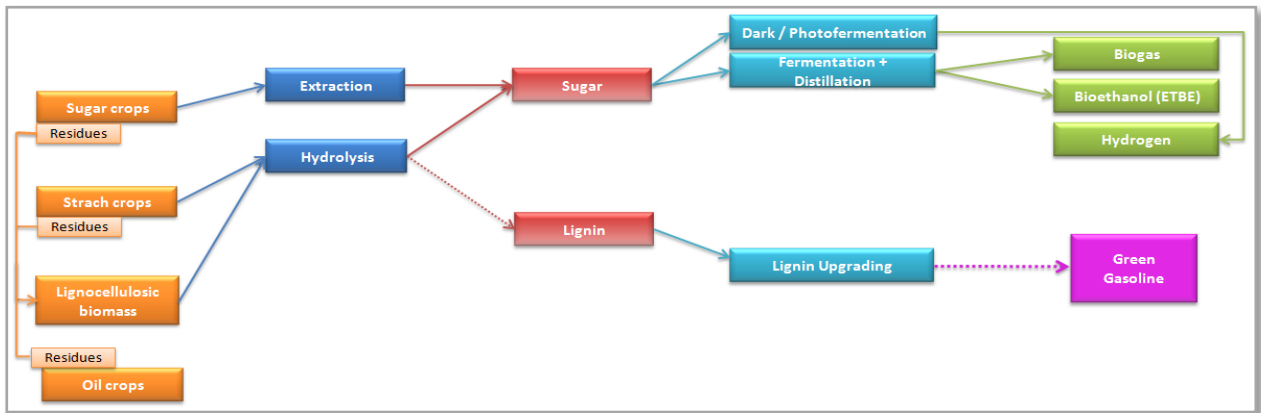 Dark / Photofermentation
Fermentation +
Distillation
Biogas
Extraction
Sugar
Sugar crops
Bioethanol (ETBE)
Residues
Hydrolysis
Hydrogen
Strach crops
Residues
Lignin
Lignin Upgrading
Green
Gasoline
Lignocellulosic
biomass
Residues
Oil crops